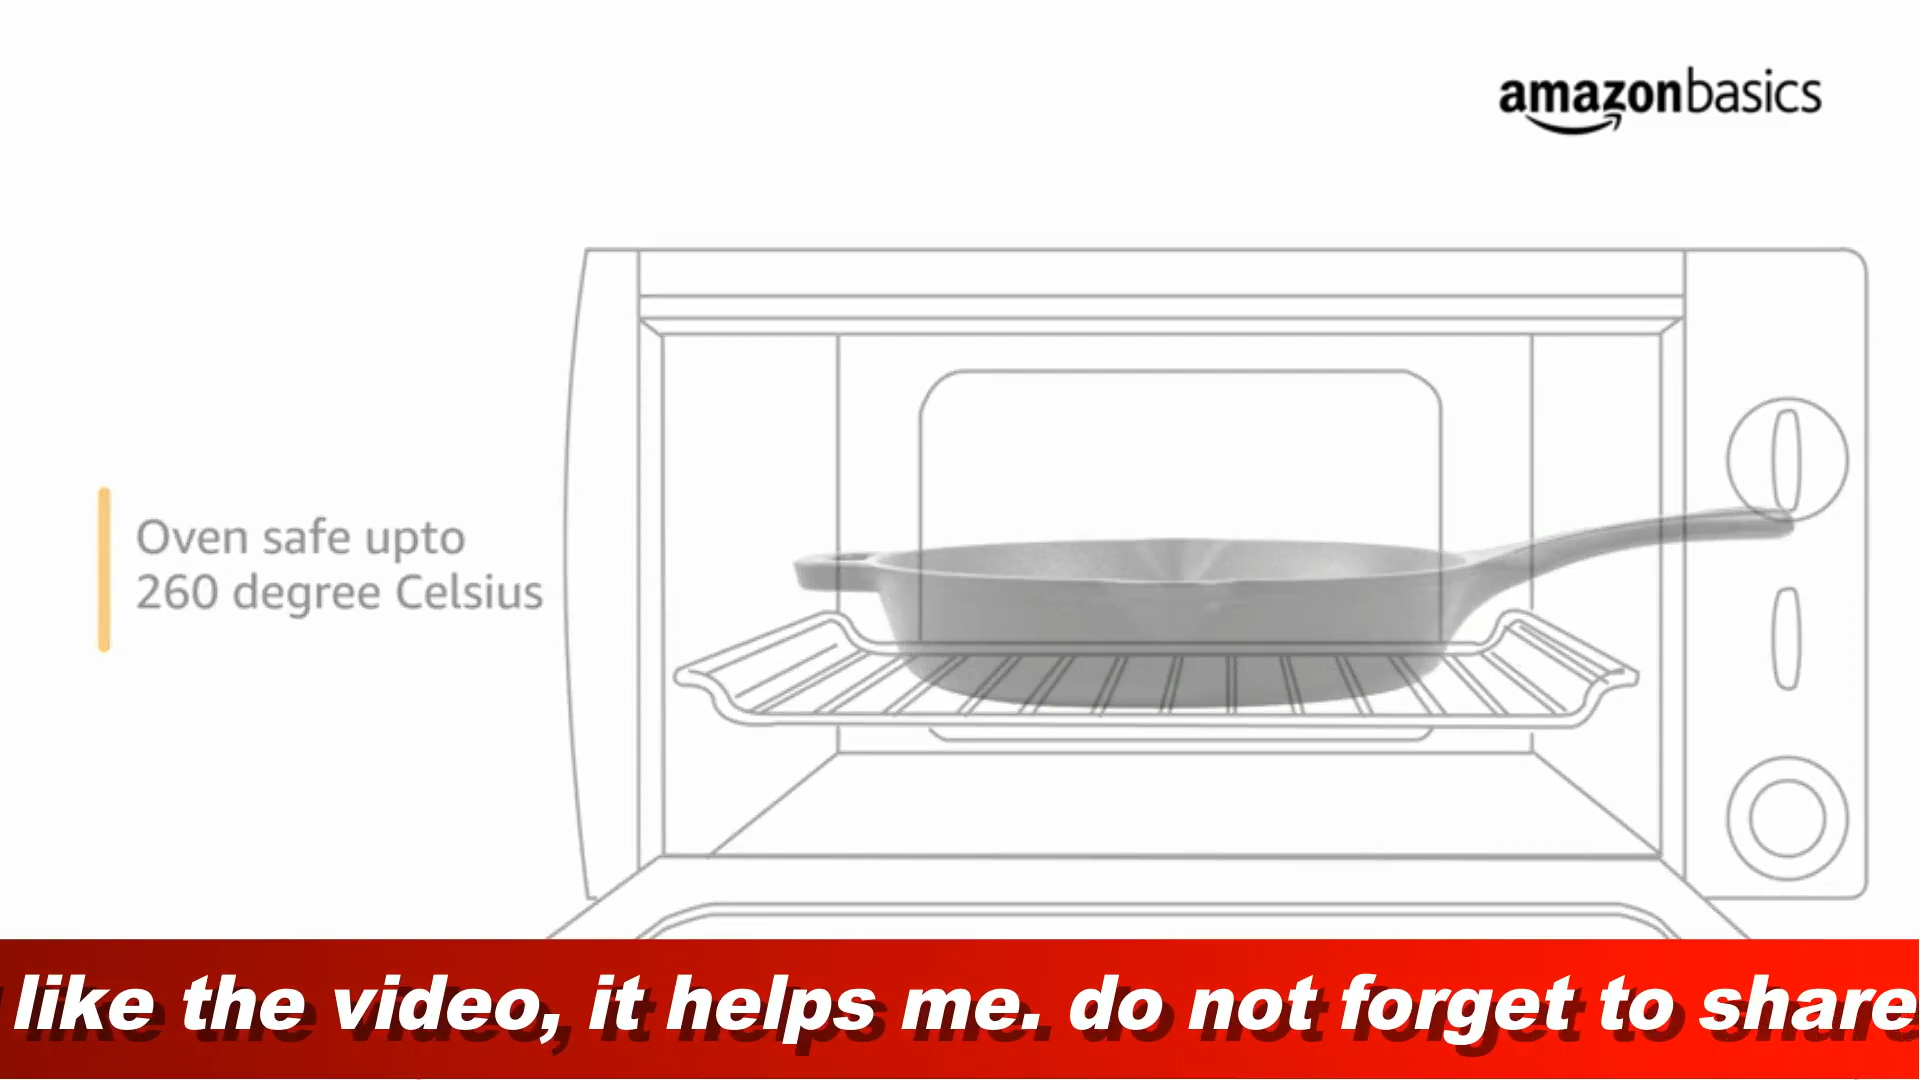 amazonbasics
Oven safe upto
260 degree Celsius
like the video, it helps me. do not forget to share